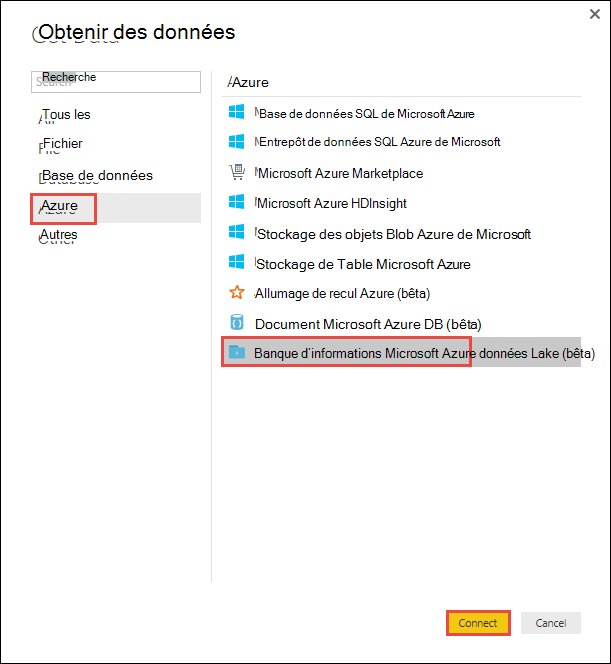 Obtenir des données
Recherche
Tous les
Fichier
Base de données
Azure
Autres
Azure
Base de données SQL de Microsoft Azure
Entrepôt de données SQL Azure de Microsoft
Microsoft Azure Marketplace
Microsoft Azure HDInsight
Stockage des objets Blob Azure de Microsoft
Stockage de Table Microsoft Azure
Allumage de recul Azure (bêta)
Document Microsoft Azure DB (bêta)
Banque d'informations Microsoft Azure données Lake (bêta)
Connect
Cancel